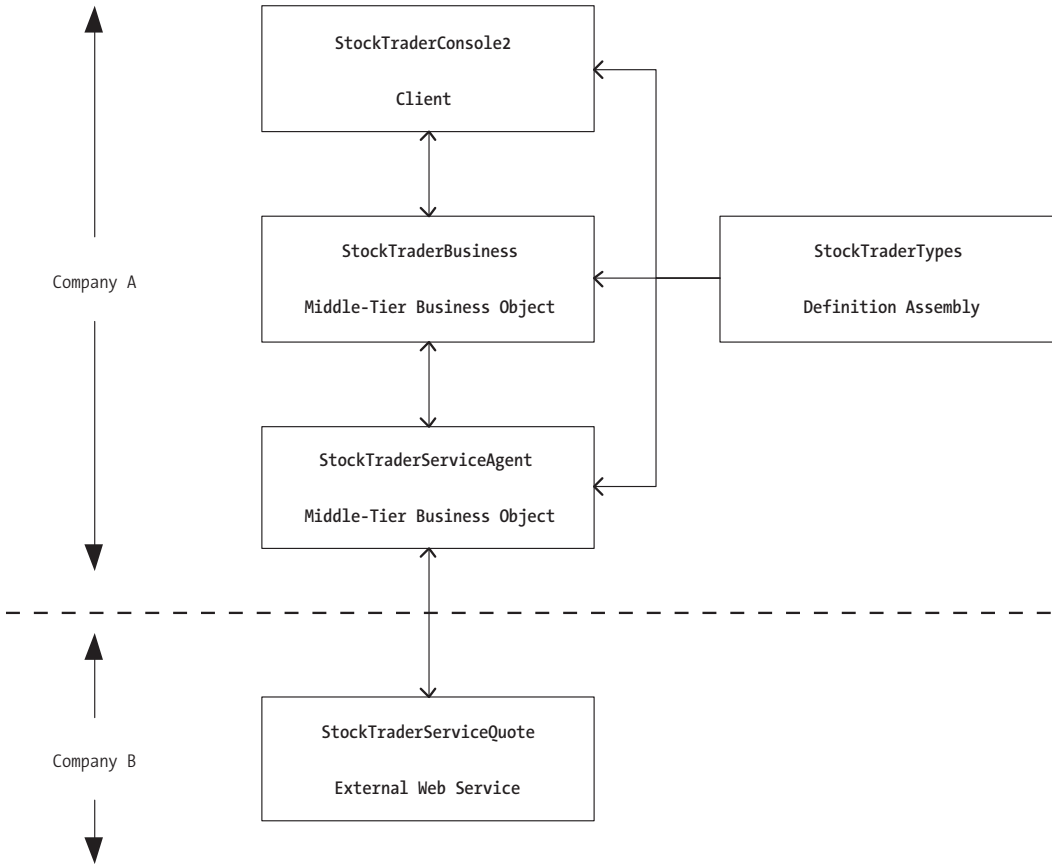 StockTraderConsole2
Client
StockTraderBusiness
Middle-Tier Business Object
StockTraderTypes
Definition Assembly
Company A
StockTraderServiceAgent
Middle-Tier Business Object
StockTraderServiceQuote
External Web Service
Company B